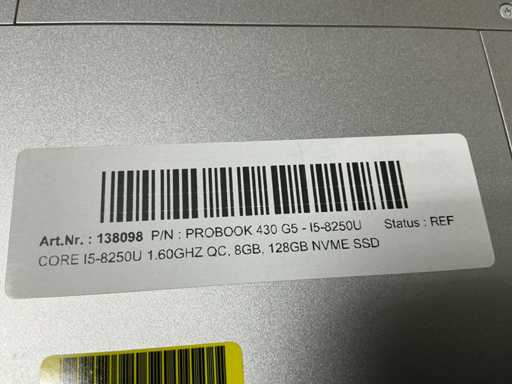 Art.Nr. : 138098 P/N : PROBOOK 430 G5 - I5-8250U Status : REF
CORE I5-8250U 1.60GHZ QC, 8GB, 128GB NVME SSD